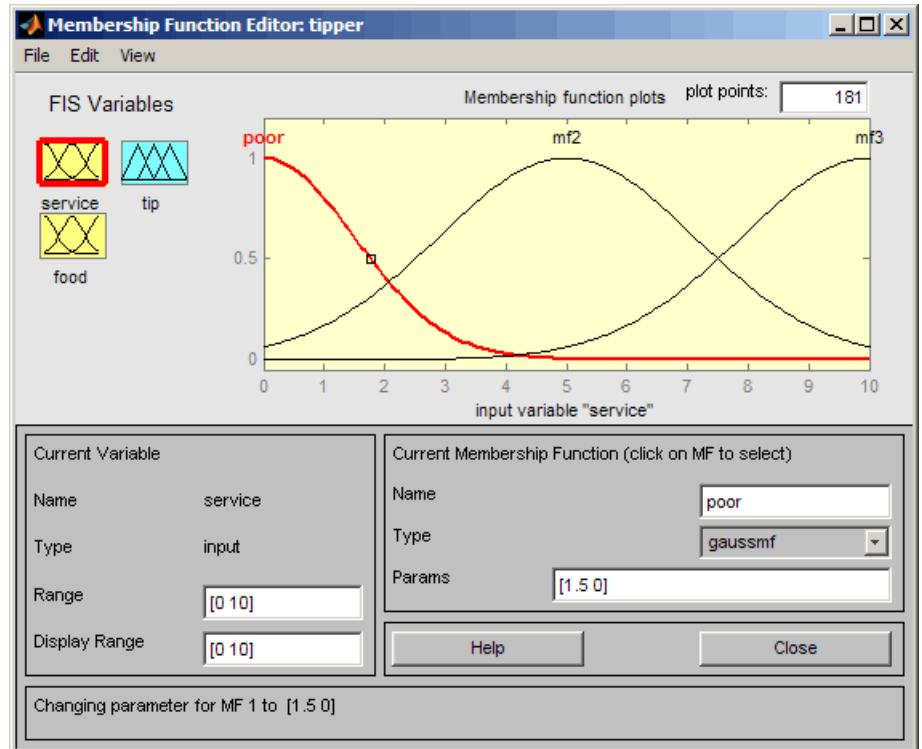 Membership Function Editor: tipper
File Edit View
FIS Variables
Membership function plots
plot points:
181
service
tip
food
poor
mf2
mf3
1
0.5
0
0 1 2 3 4 5 6 7 8 9 10
input variable "service"
Current Variable
Name service
Type input
Range [0 10]
Display Range [0 10]
Current Membership Function (click on MF to select)
Name poor
Type gaussmf
Params [1.5 0]
Help
Close
Changing parameter for MF 1 to [1.5 0]